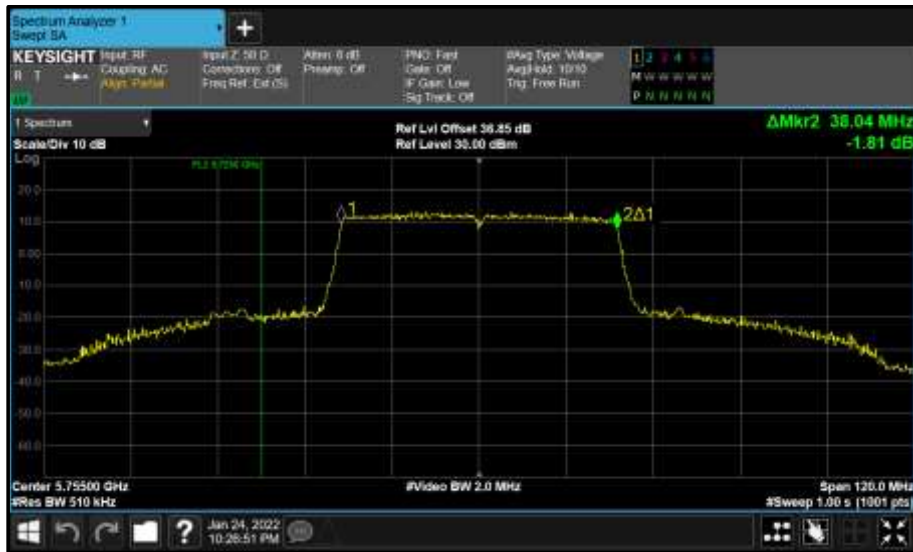 Spectrum Analyzer 1
Swept SA
+
KEYSIGHT
R T
Input: RF
Coupling: AC
Align: Partial
Input Z: 50 Ω
Corrections: Off
Freq Ref: Ext (S)
Atten: 6 dB
Preamp: Off
PNO: Fast
Gate: Off
IF Gain: Low
Sig Track: Off
#Avg Type: Voltage
Avg|Hold: 10/10
Trig: Free Run
1 2 3 4 5 6
M W W W W W
P N N N N N
1 Spectrum
Scale/Div 10 dB
Ref Lvl Offset 36.85 dB
Ref Level 30.00 dBm
ΔMkr2 38.04 MHz
-1.81 dB
Log
20.0
10.0
0.00
-10.0
-20.0
-30.0
-40.0
-50.0
-60.0
1
2Δ1
Center 5.75500 GHz
#Res BW 510 kHz
#Video BW 2.0 MHz
Span 120.0 MHz
#Sweep 1.00 s (1001 pts)
?
Jan 24, 2022
10:26:51 PM